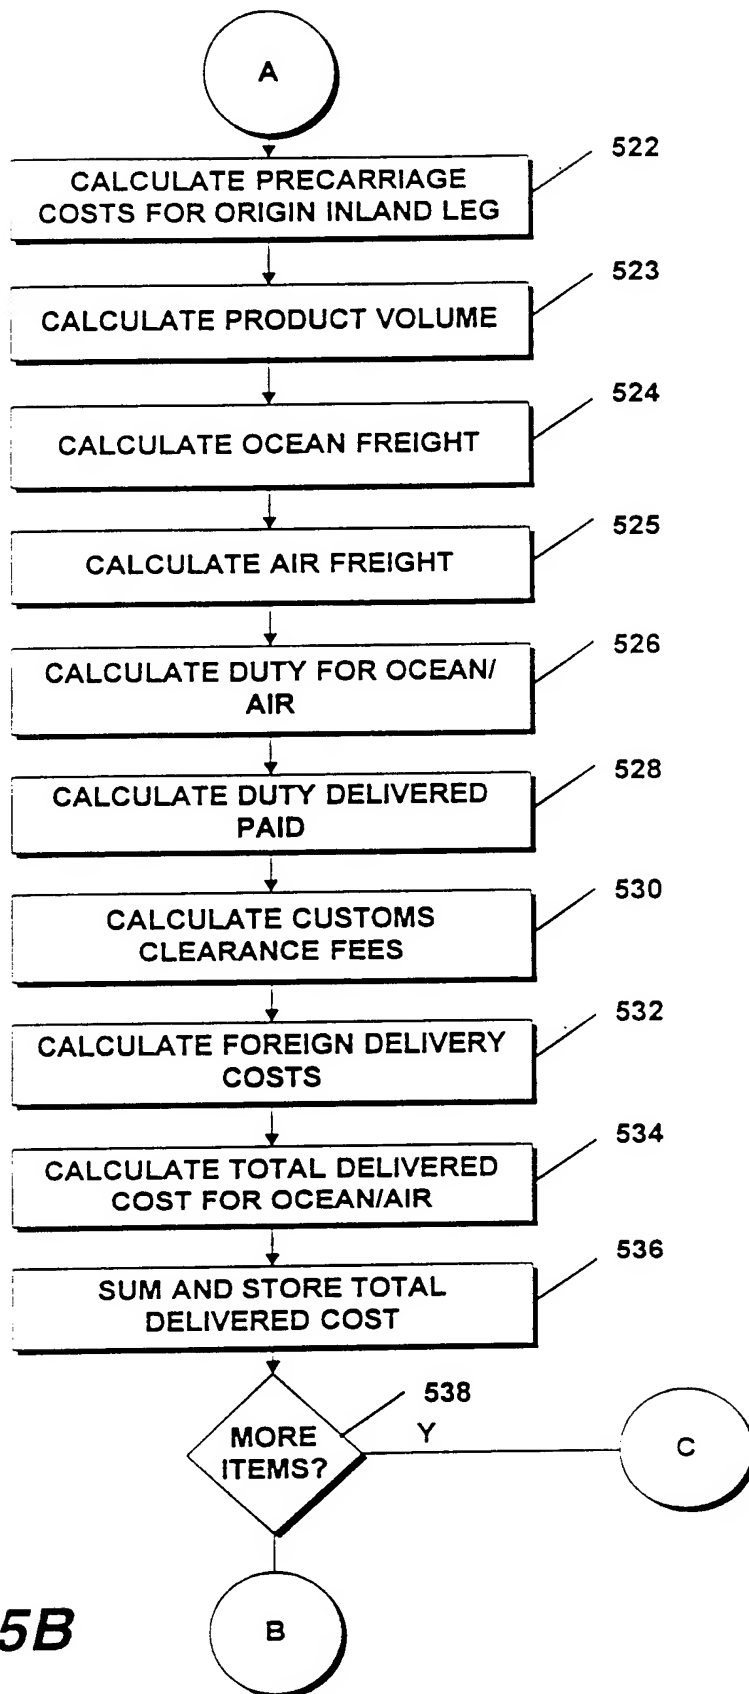 A
522
CALCULATE PRECARRIAGE
COSTS FOR ORIGIN INLAND LEG
523
CALCULATE PRODUCT VOLUME
524
CALCULATE OCEAN FREIGHT
525
CALCULATE AIR FREIGHT
526
CALCULATE DUTY FOR OCEAN/
AIR
528
CALCULATE DUTY DELIVERED
PAID
530
CALCULATE CUSTOMS
CLEARANCE FEES
532
CALCULATE FOREIGN DELIVERY
COSTS
534
CALCULATE TOTAL DELIVERED
COST FOR OCEAN/AIR
536
SUM AND STORE TOTAL
DELIVERED COST
538
MORE
ITEMS?
Y
C
B
5B